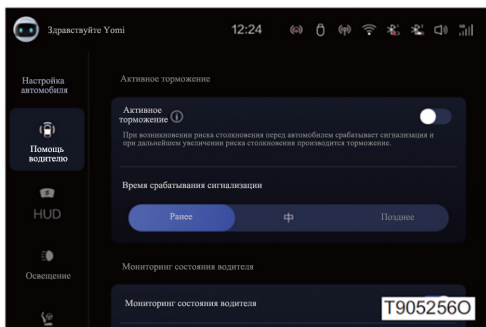 Здравствуйте Yomi
12:24
5G
Настройка
автомобиля
Активное торможение
Активное
торможение
При возникновении риска столкновения перед автомобилем срабатывает сигнализация и
при дальнейшем увеличении риска столкновения производится торможение.
Помощь
водителю
Время срабатывания сигнализации
HUD
Ранее
中
Позднее
Мониторинг состояния водителя
Освещение
Мониторинг состояния водителя
T905256O